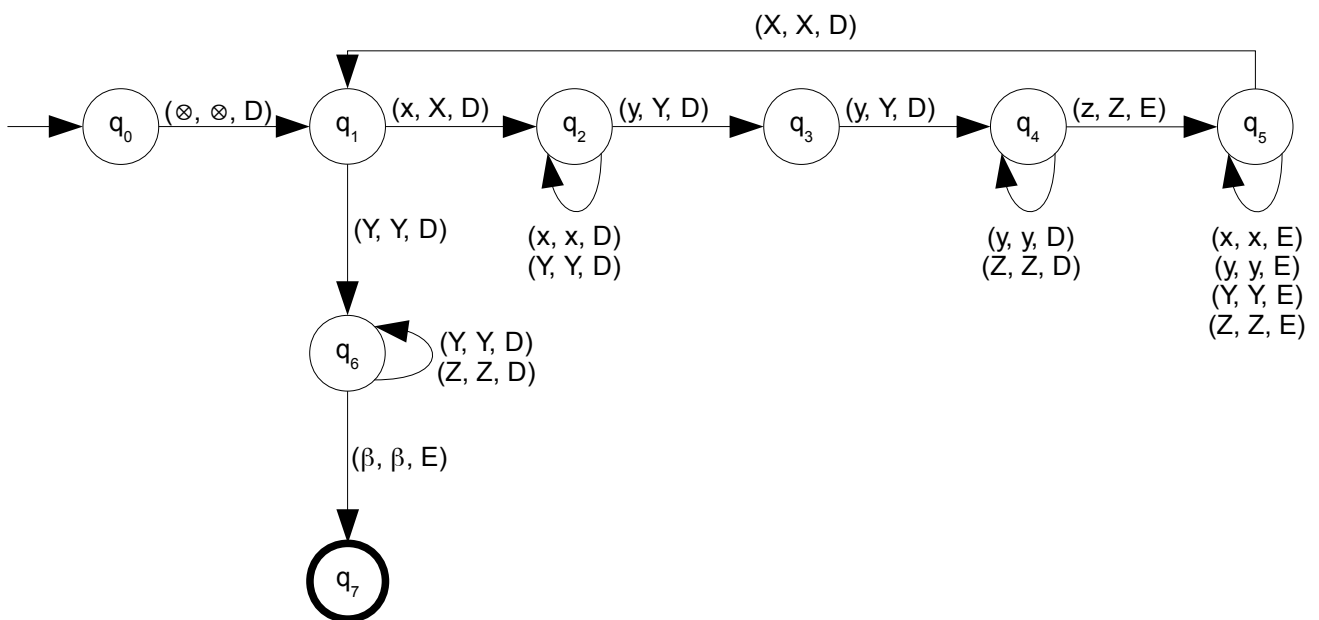 (X, X, D)
q0 (⊗, ⊗, D) q1 (x, X, D) q2 (y, Y, D) q3 (y, Y, D) q4 (z, Z, E) q5
(Y, Y, D)
(x, x, D) (y, y, D) (x, x, E)
(Y, Y, D) (Z, Z, D) (y, y, E)
(Y, Y, E)
(Z, Z, E)
q6 (Y, Y, D)
(Z, Z, D)
(β, β, E)
q7